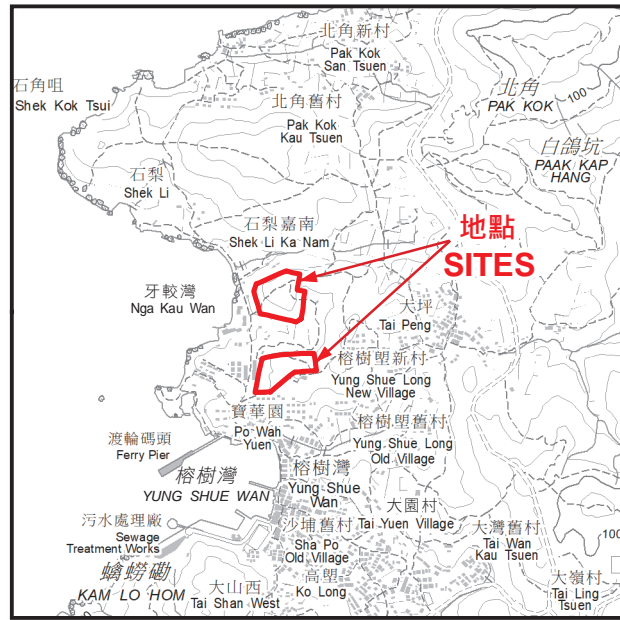 北角新村
Pak Kok
San Tsuen
石角咀
Shek Kok Tsui
北角
PAK KOK
100
北角舊村
Pak Kok
Kau Tsuen
白鴿坑
PAAK KAP
HANG
石梨
Shek Li
石梨嘉南
Shek Li Ka Nam
地點
SITES
牙較灣
Nga Kau Wan
大坪
Tai Peng
榕樹塱新村
Yung Shue Long
New Village
寶華園
Po Wah
Yuen
榕樹塱舊村
Yung Shue Long
Old Village
渡輪碼頭
Ferry Pier
榕樹灣
YUNG SHUE WAN
榕樹灣
Yung Shue
Wan
大園村
Tai Yuen Village
污水處理廠
Sewage
Treatment Works
沙埔舊村
Sha Po
Old Village
大灣舊村
Tai Wan
Kau Tsuen
100
蟻螃磡
KAM LO HOM
大山西
Tai Shan West
高塱
Ko Long
大嶺村
Tai Ling
Tsuen